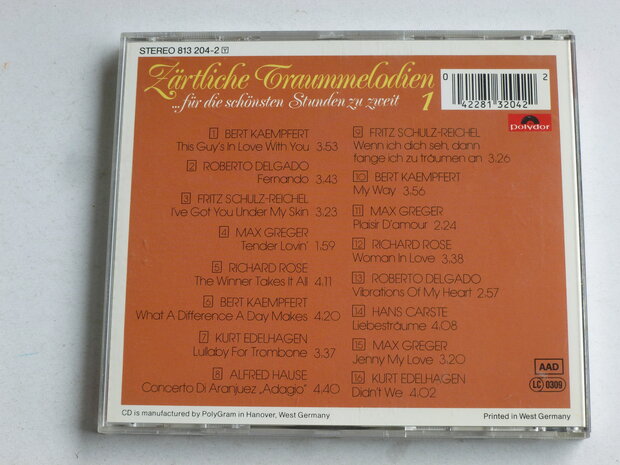 STEREO 813 204-2 Y
Zärtliche Traummelodien
...für die schönsten Stunden zu zweit 1
0 42281 32042 2
Polydor
1 BERT KAEMPFERT
This Guy's In Love With You 3.53
2 ROBERTO DELGADO
Fernando 3.43
3 FRITZ SCHULZ-REICHEL
I've Got You Under My Skin 3.23
4 MAX GREGER
Tender Lovin' 1.59
5 RICHARD ROSE
The Winner Takes It All 4.11
6 BERT KAEMPFERT
What A Difference A Day Makes 4.20
7 KURT EDELHAGEN
Lullaby For Trombone 3.37
8 ALFRED HAUSE
Concerto Di Aranjuez „Adagio" 4.40
9 FRITZ SCHULZ-REICHEL
Wenn ich dich seh, dann
fange ich zu träumen an 3.26
10 BERT KAEMPFERT
My Way 3.56
11 MAX GREGER
Plaisir D'amour 2.24
12 RICHARD ROSE
Woman In Love 3.38
13 ROBERTO DELGADO
Vibrations Of My Heart 2:57
14 HANS CARSTE
Liebesträume 4.08
15 MAX GREGER
Jenny My Love 3.20
16 KURT EDELHAGEN
Didn't We 4.02
AAD
LC 0309
CD is manufactured by PolyGram in Hanover, West Germany
Printed in West Germany